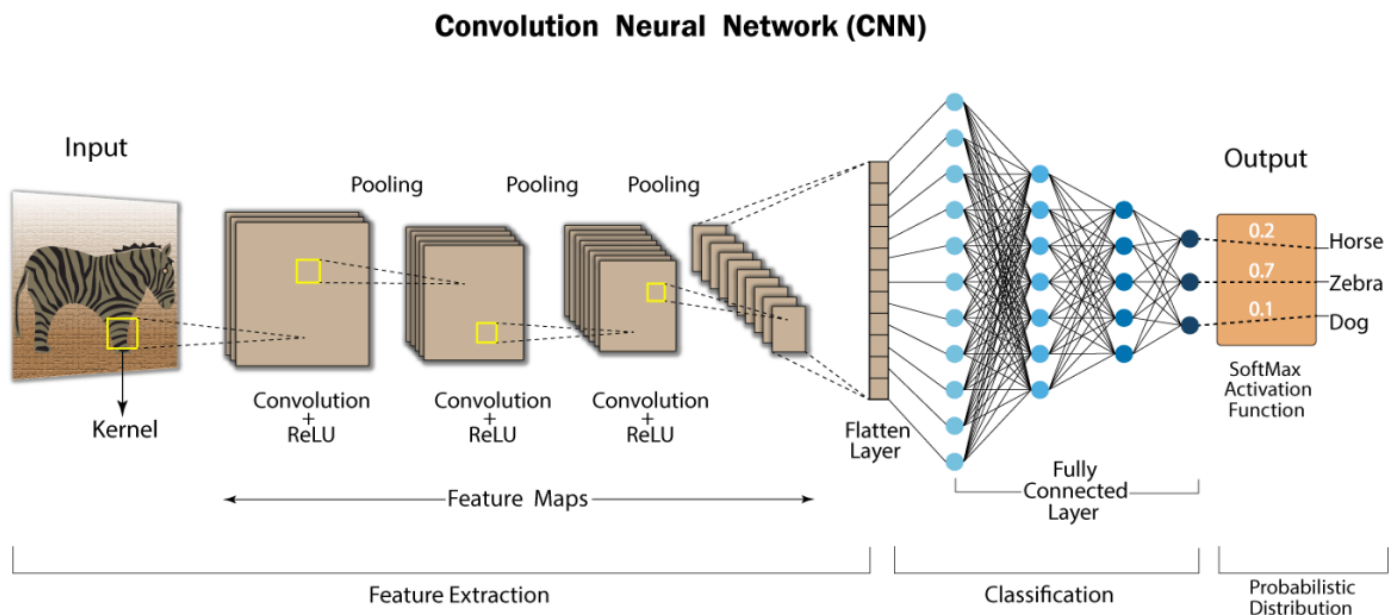 Convolution Neural Network (CNN)
Input
Pooling
Pooling
Pooling
Output
0.2
Horse
0.7
Zebra
0.1
Dog
SoftMax
Activation
Function
Kernel
Convolution
+
ReLU
Convolution
+
ReLU
Convolution
+
ReLU
Flatten
Layer
Fully
Connected
Layer
Feature Maps
Feature Extraction
Classification
Probabilistic
Distribution